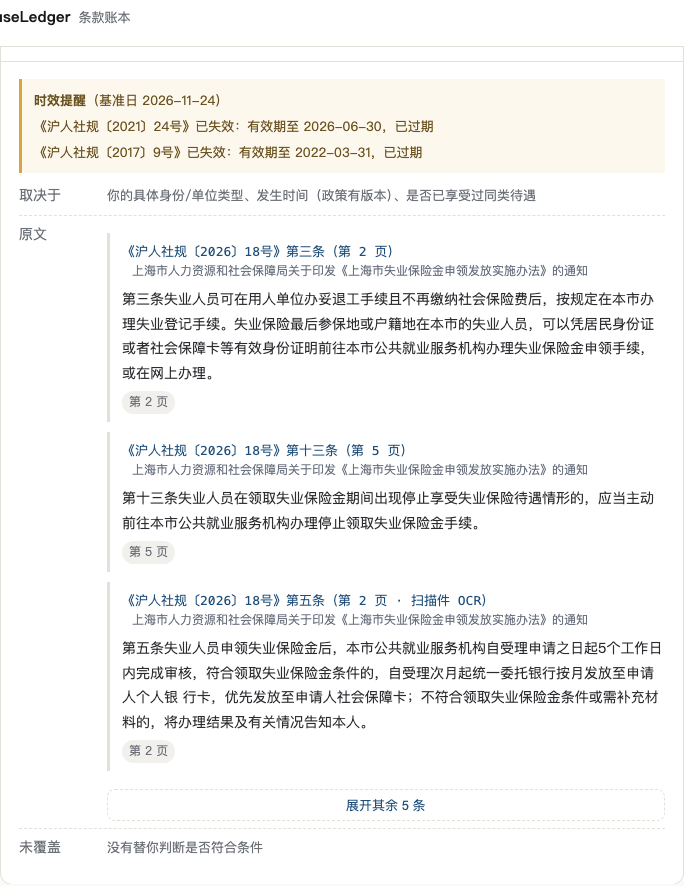 useLedger 条款账本
时效提醒（基准日 2026-11-24）
《沪人社规〔2021〕24号》已失效：有效期至 2026-06-30，已过期
《沪人社规〔2017〕9号》已失效：有效期至 2022-03-31，已过期
取决于 你的具体身份/单位类型、发生时间（政策有版本）、是否已享受过同类待遇
原文
《沪人社规〔2026〕18号》第三条（第 2 页）
上海市人力资源和社会保障局关于印发《上海市失业保险金申领发放实施办法》的通知
第三条失业人员可在用人单位办妥退工手续且不再缴纳社会保险费后，按规定在本市办
理失业登记手续。失业保险最后参保地或户籍地在本市的失业人员，可以凭居民身份证
或者社会保障卡等有效身份证明前往本市公共就业服务机构办理失业保险金申领手续，
或在网上办理。
第 2 页
《沪人社规〔2026〕18号》第十三条（第 5 页）
上海市人力资源和社会保障局关于印发《上海市失业保险金申领发放实施办法》的通知
第十三条失业人员在领取失业保险金期间出现停止享受失业保险待遇情形的，应当主动
前往本市公共就业服务机构办理停止领取失业保险金手续。
第 5 页
《沪人社规〔2026〕18号》第五条（第 2 页 · 扫描件 OCR）
上海市人力资源和社会保障局关于印发《上海市失业保险金申领发放实施办法》的通知
第五条失业人员申领失业保险金后，本市公共就业服务机构自受理申请之日起5个工作日
内完成审核，符合领取失业保险金条件的，自受理次月起统一委托银行按月发放至申请
人个人银 行卡，优先发放至申请人社会保障卡；不符合领取失业保险金条件或需补充材
料的，将办理结果及有关情况告知本人。
第 2 页
展开其余 5 条
未覆盖 没有替你判断是否符合条件